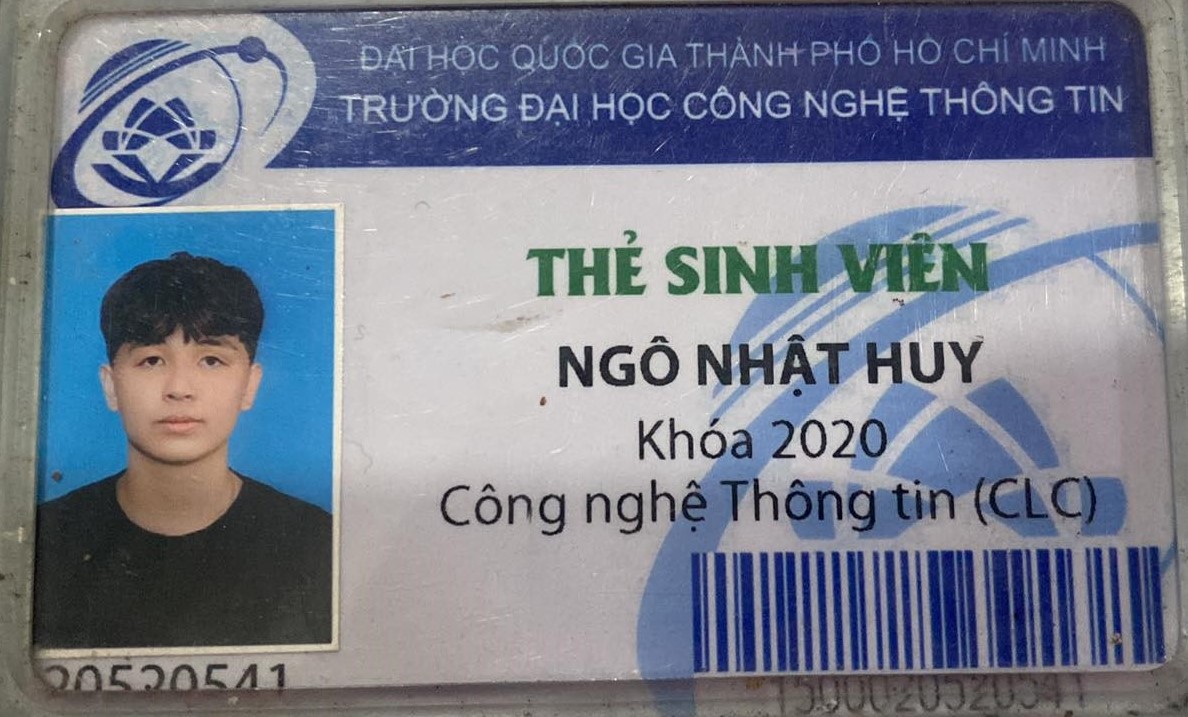 ĐẠI HỌC QUỐC GIA THÀNH PHỐ HỒ CHÍ MINH
TRƯỜNG ĐẠI HỌC CÔNG NGHỆ THÔNG TIN
THẺ SINH VIÊN
NGÔ NHẬT HUY
Khóa 2020
Công nghệ Thông tin (CLC)
20520541